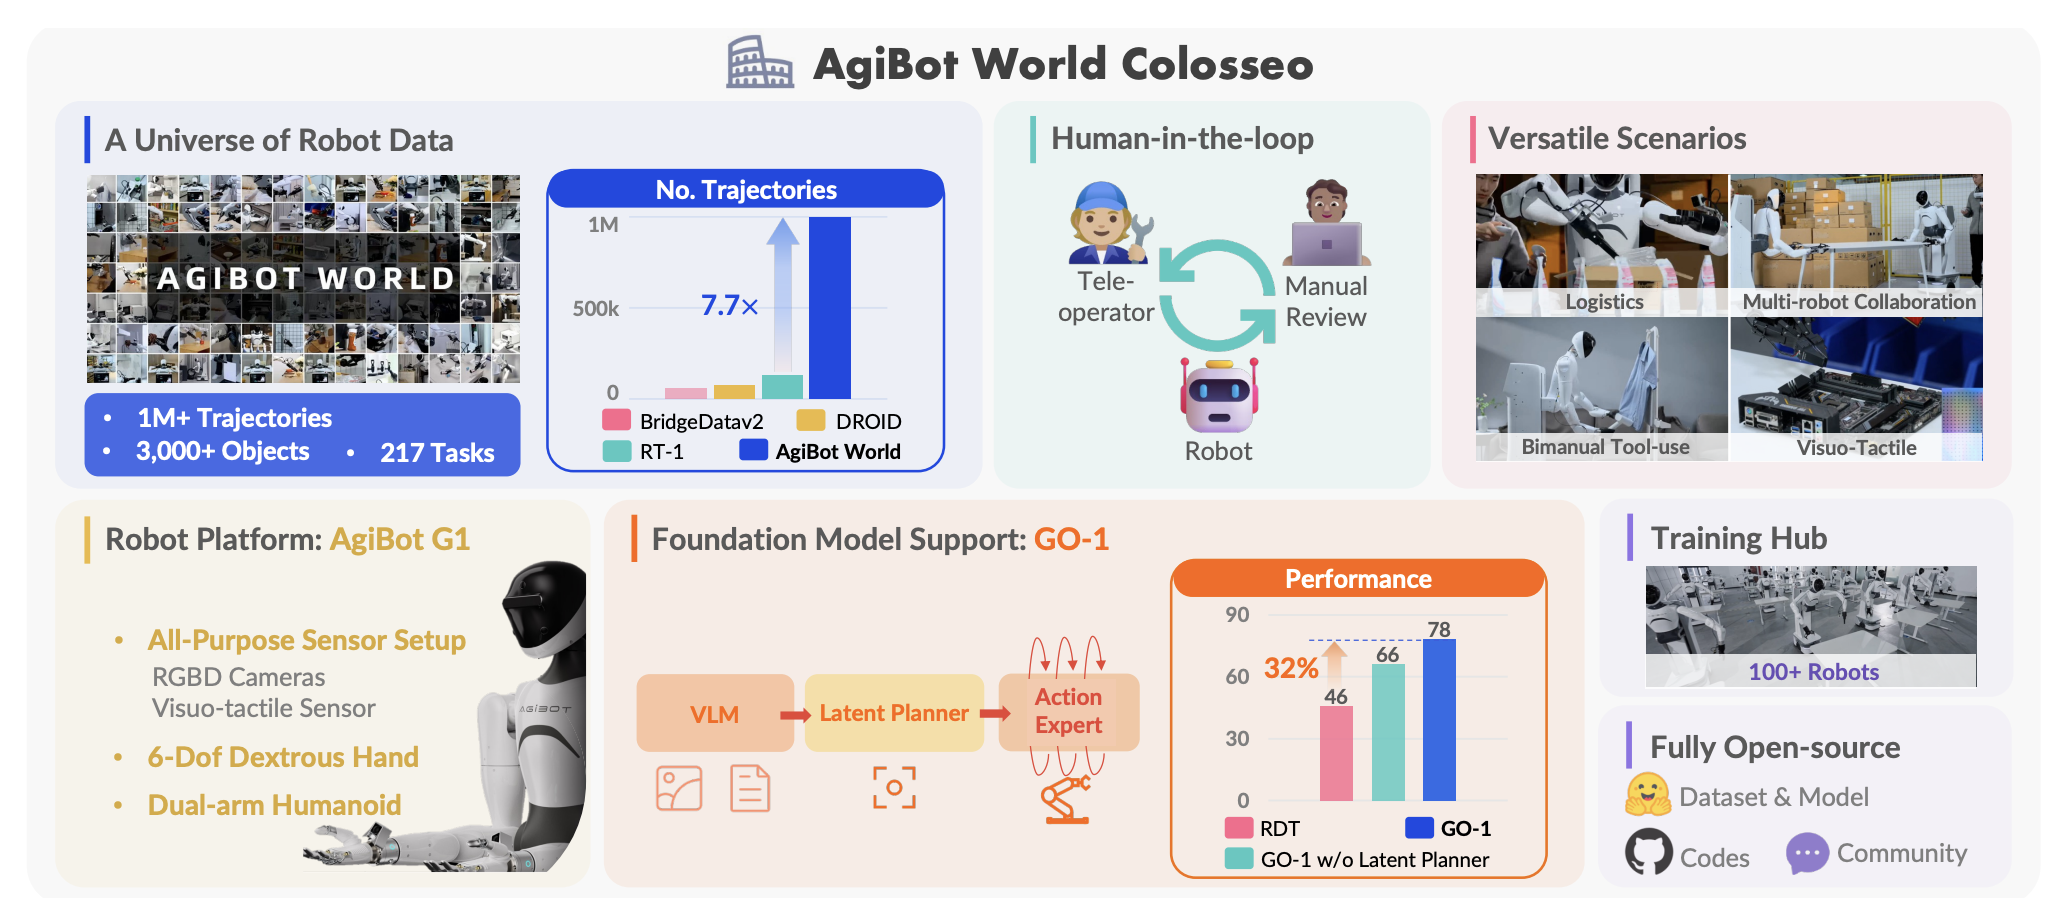 AgiBot World Colosseo
A Universe of Robot Data
AGIBOT WORLD
• 1M+ Trajectories
• 3,000+ Objects • 217 Tasks
No. Trajectories
1M
500k
0
7.7×
BridgeDatav2 DROID
RT-1 AgiBot World
Human-in-the-loop
Tele-
operator
Manual
Review
Robot
Versatile Scenarios
Logistics
Multi-robot Collaboration
Bimanual Tool-use
Visuo-Tactile
Robot Platform: AgiBot G1
• All-Purpose Sensor Setup
RGBD Cameras
Visuo-tactile Sensor
• 6-Dof Dextrous Hand
• Dual-arm Humanoid
AGIBOT
Foundation Model Support: GO-1
VLM
Latent Planner
Action
Expert
Performance
90
60
30
0
32%
46
66
78
RDT GO-1
GO-1 w/o Latent Planner
Training Hub
100+ Robots
Fully Open-source
Dataset & Model
Codes Community